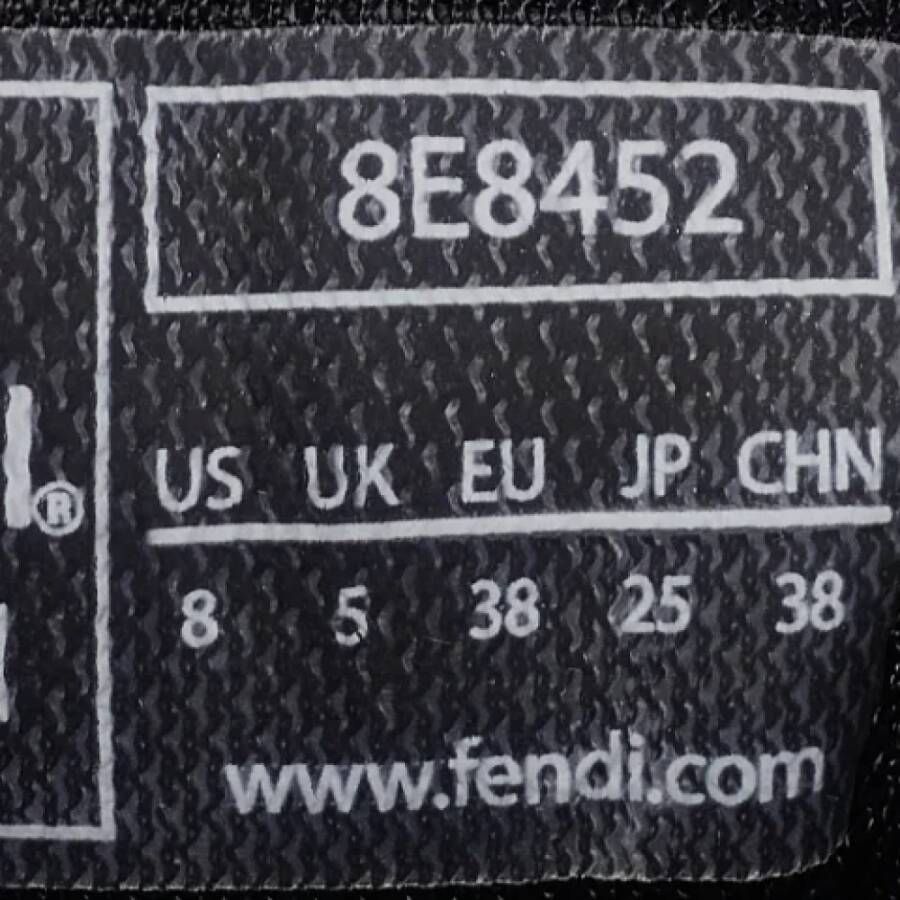 8E8452
US UK EU JP CHN
8 5 38 25 38
www.fendi.com
®